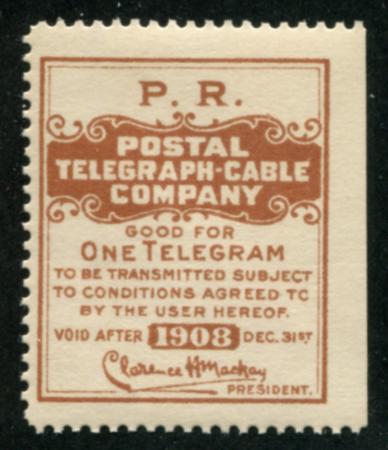 P. R.
POSTAL
TELEGRAPH-CABLE
COMPANY
GOOD FOR
ONE TELEGRAM
TO BE TRANSMITTED SUBJECT
TO CONDITIONS AGREED TO
BY THE USER HEREOF.
VOID AFTER 1908 DEC. 31ST
Clarence H Mackay
PRESIDENT.